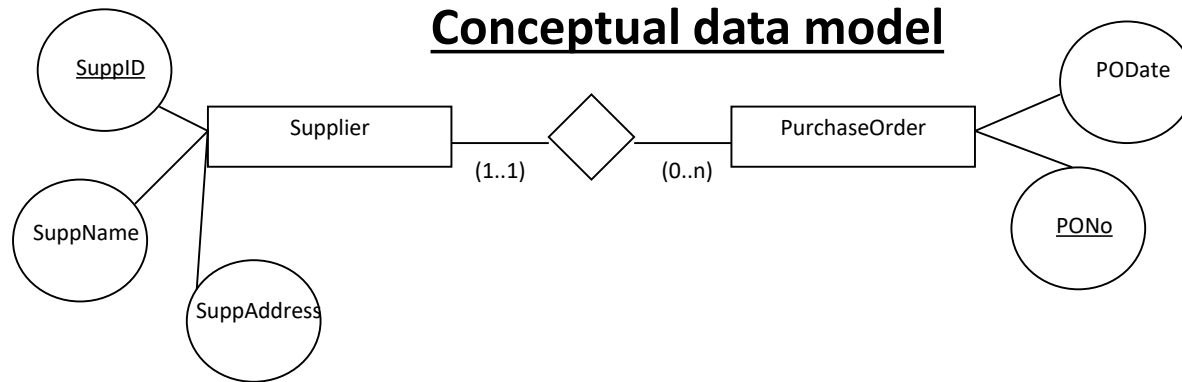 Conceptual data model
SuppID
PODate
Supplier
PurchaseOrder
(1..1)
(0..n)
SuppName
PONo
SuppAddress